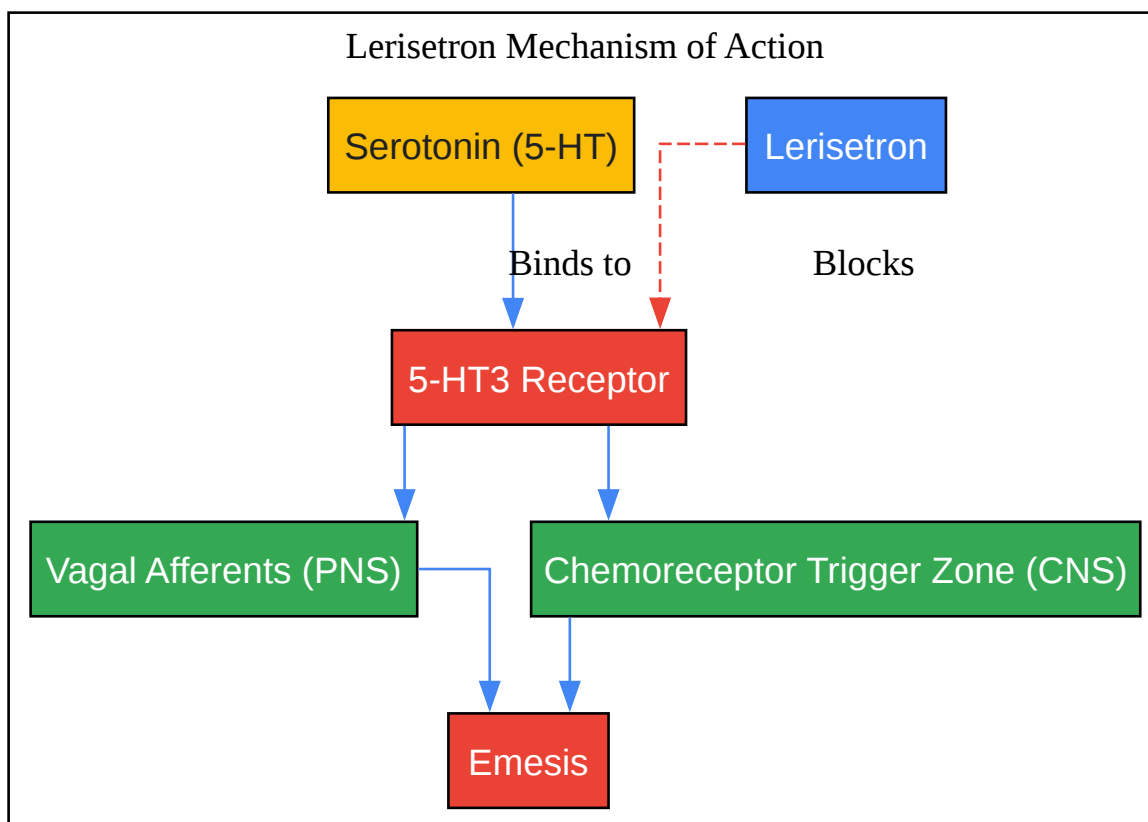 Lerisetron Mechanism of Action
Serotonin (5-HT)
Lerisetron
Binds to
Blocks
5-HT3 Receptor
Vagal Afferents (PNS)
Chemoreceptor Trigger Zone (CNS)
Emesis